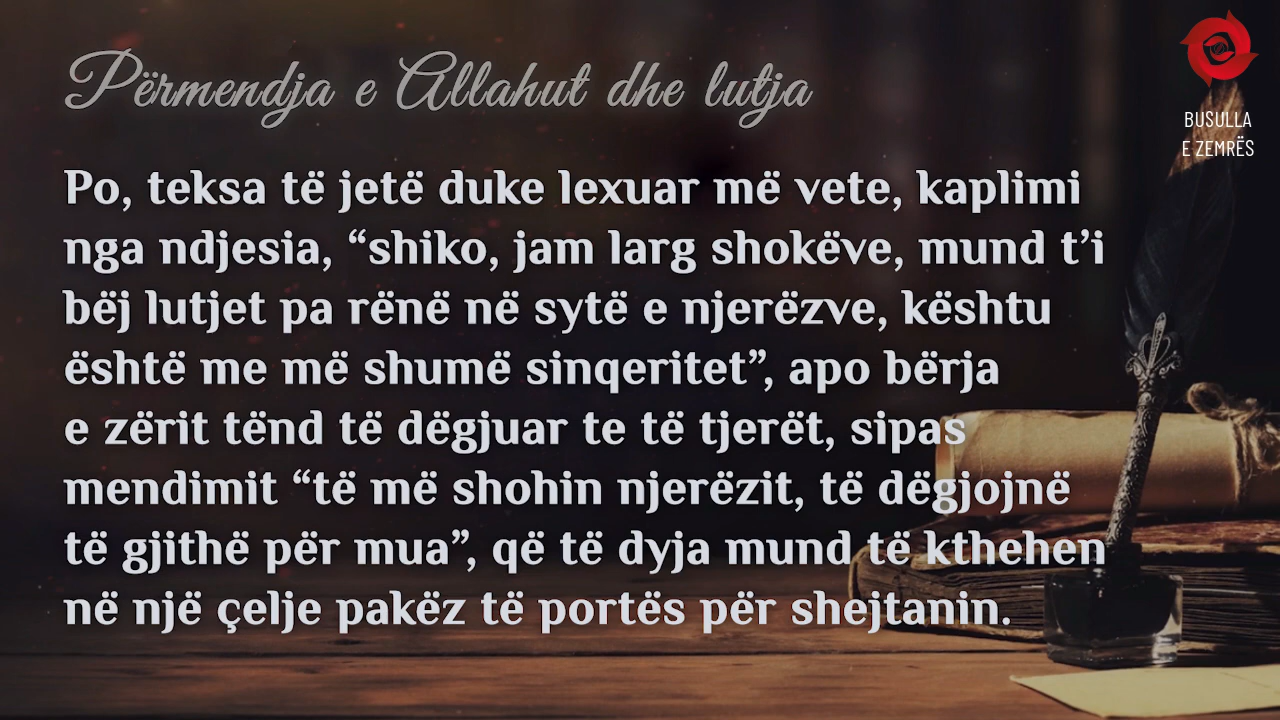 Përmendja e Allahut dhe lutja
BUSULLA
E ZEMRËS
Po, teksa të jetë duke lexuar më vete, kaplimi
nga ndjesia, “shiko, jam larg shokëve, mund t’i
bëj lutjet pa rënë në sytë e njerëzve, kështu
është me më shumë sinqeritet”, apo bërja
e zërit tënd të dëgjuar te të tjerët, sipas
mendimit “të më shohin njerëzit, të dëgjojnë
të gjithë për mua”, që të dyja mund të kthehen
në një çelje pakëz të portës për shejtanin.